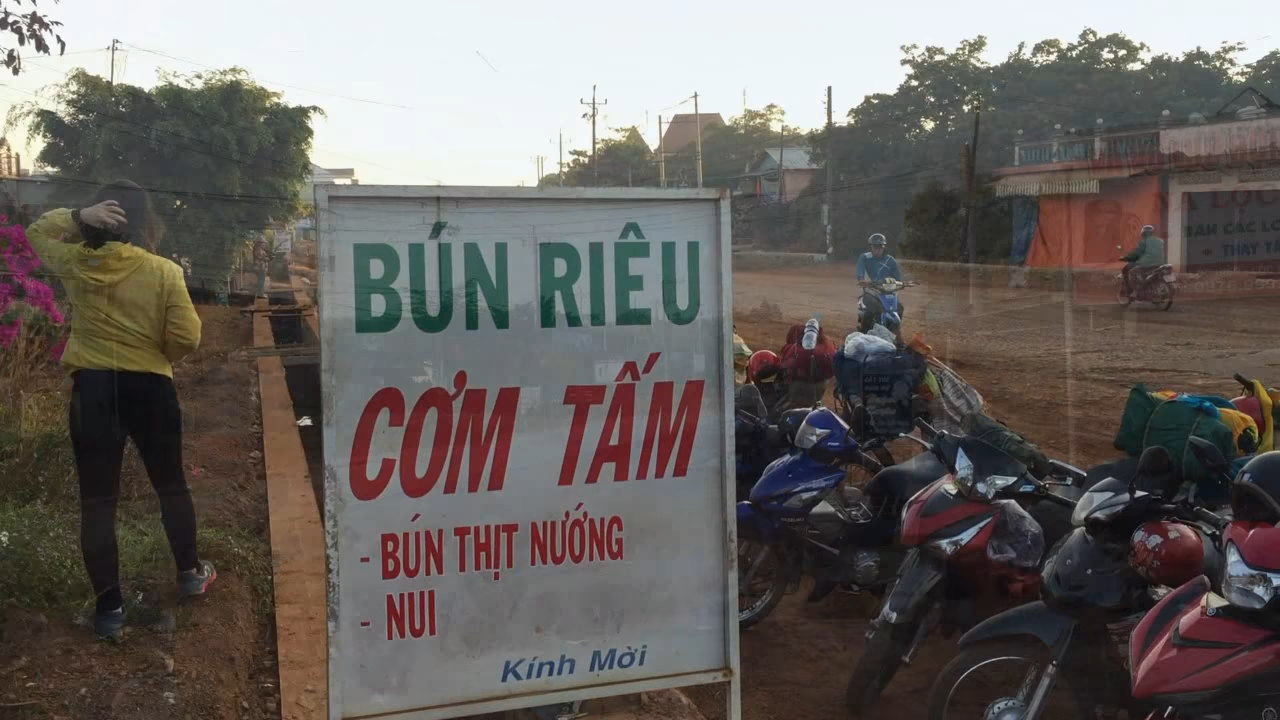 BÚN RIÊU
CƠM TẤM
- BÚN THỊT NƯỚNG
- NUI
Kính Mời